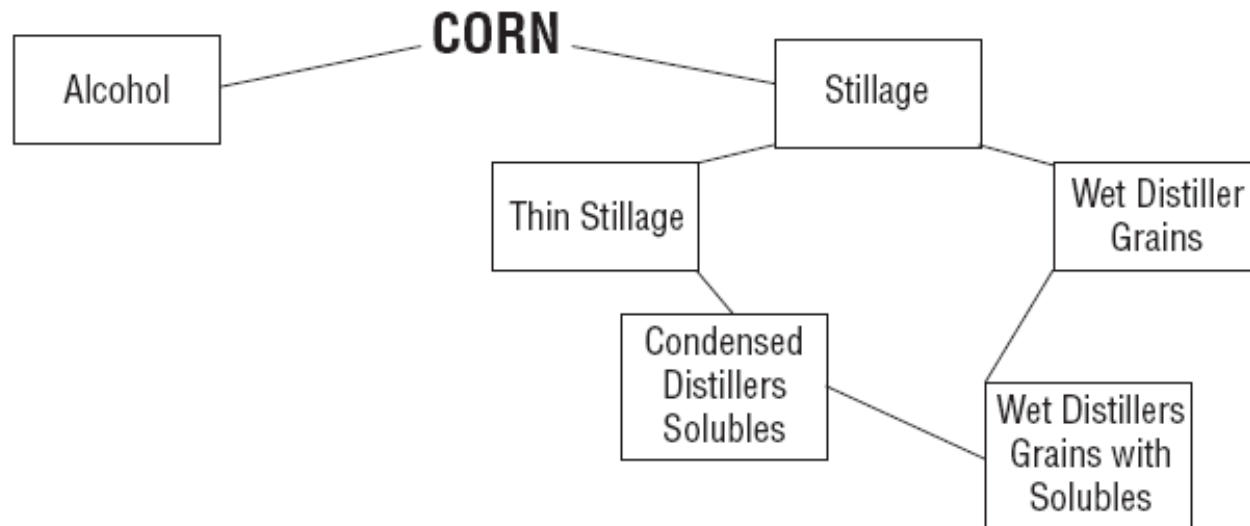 CORN
Alcohol
Stillage
Thin Stillage
Wet Distiller
Grains
Condensed
Distillers
Solubles
Wet Distillers
Grains with
Solubles